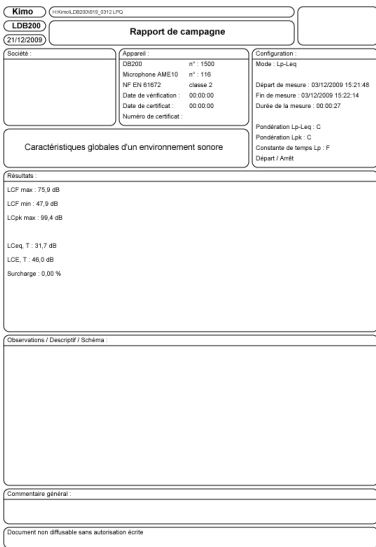 Kimo
H:\Kimo\LDB200\815_0312.LPQ
LDB200
Rapport de campagne
(21/12/2009)
Société :
Appareil :
DB200 n° : 1500
Microphone AME10 n° : 116
NF EN 61672 classe 2
Date de vérification : 00:00:00
Date de certificat : 00:00:00
Numéro de certificat :
Configuration :
Mode : Lp-Leq
Départ de mesure : 03/12/2009 15:21:48
Fin de mesure : 03/12/2009 15:22:14
Durée de la mesure : 00:00:27
Pondération Lp-Leq : C
Pondération Lpk : C
Constante de temps Lp : F
Départ / Arrêt
Caractéristiques globales d'un environnement sonore
Résultats :
LCF max : 75,9 dB
LCF min : 47,9 dB
LCpk max : 99,4 dB
LCeq, T : 31,7 dB
LCE, T : 46,0 dB
Surcharge : 0,00 %
Observations / Descriptif / Schéma :
Commentaire général :
Document non diffusable sans autorisation écrite